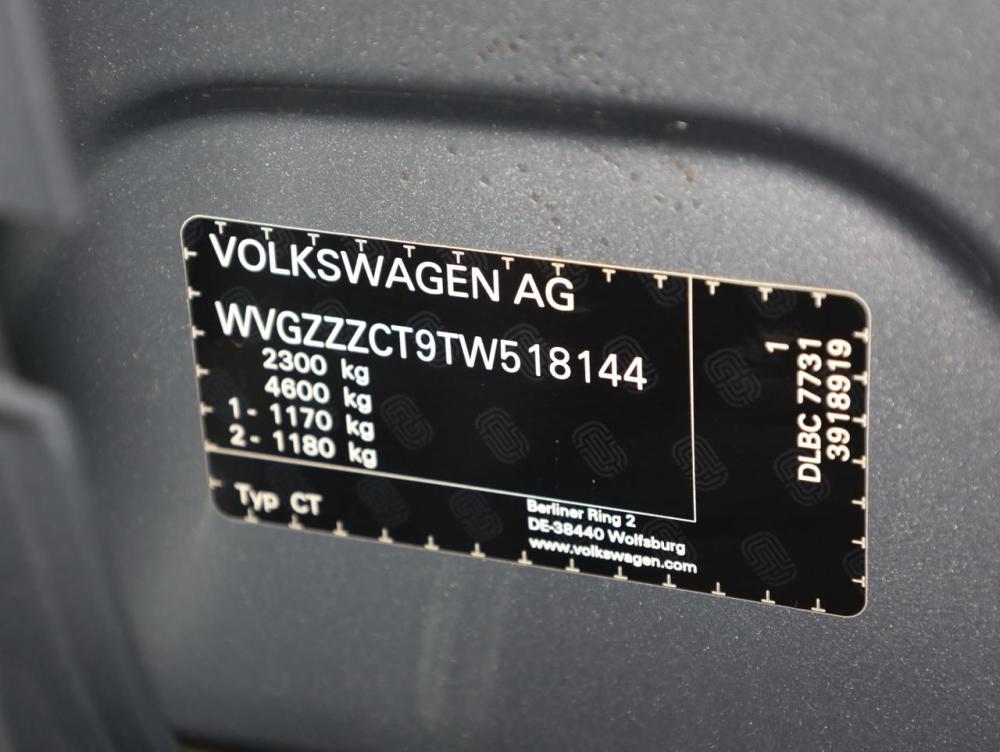 VOLKSWAGEN AG
WVGZZZCT9TW518144
2300 kg
4600 kg
1- 1170 kg
2- 1180 kg
Typ CT
Berliner Ring 2
DE-38440 Wolfsburg
www.volkswagen.com
1
DLBC 7731
3918919